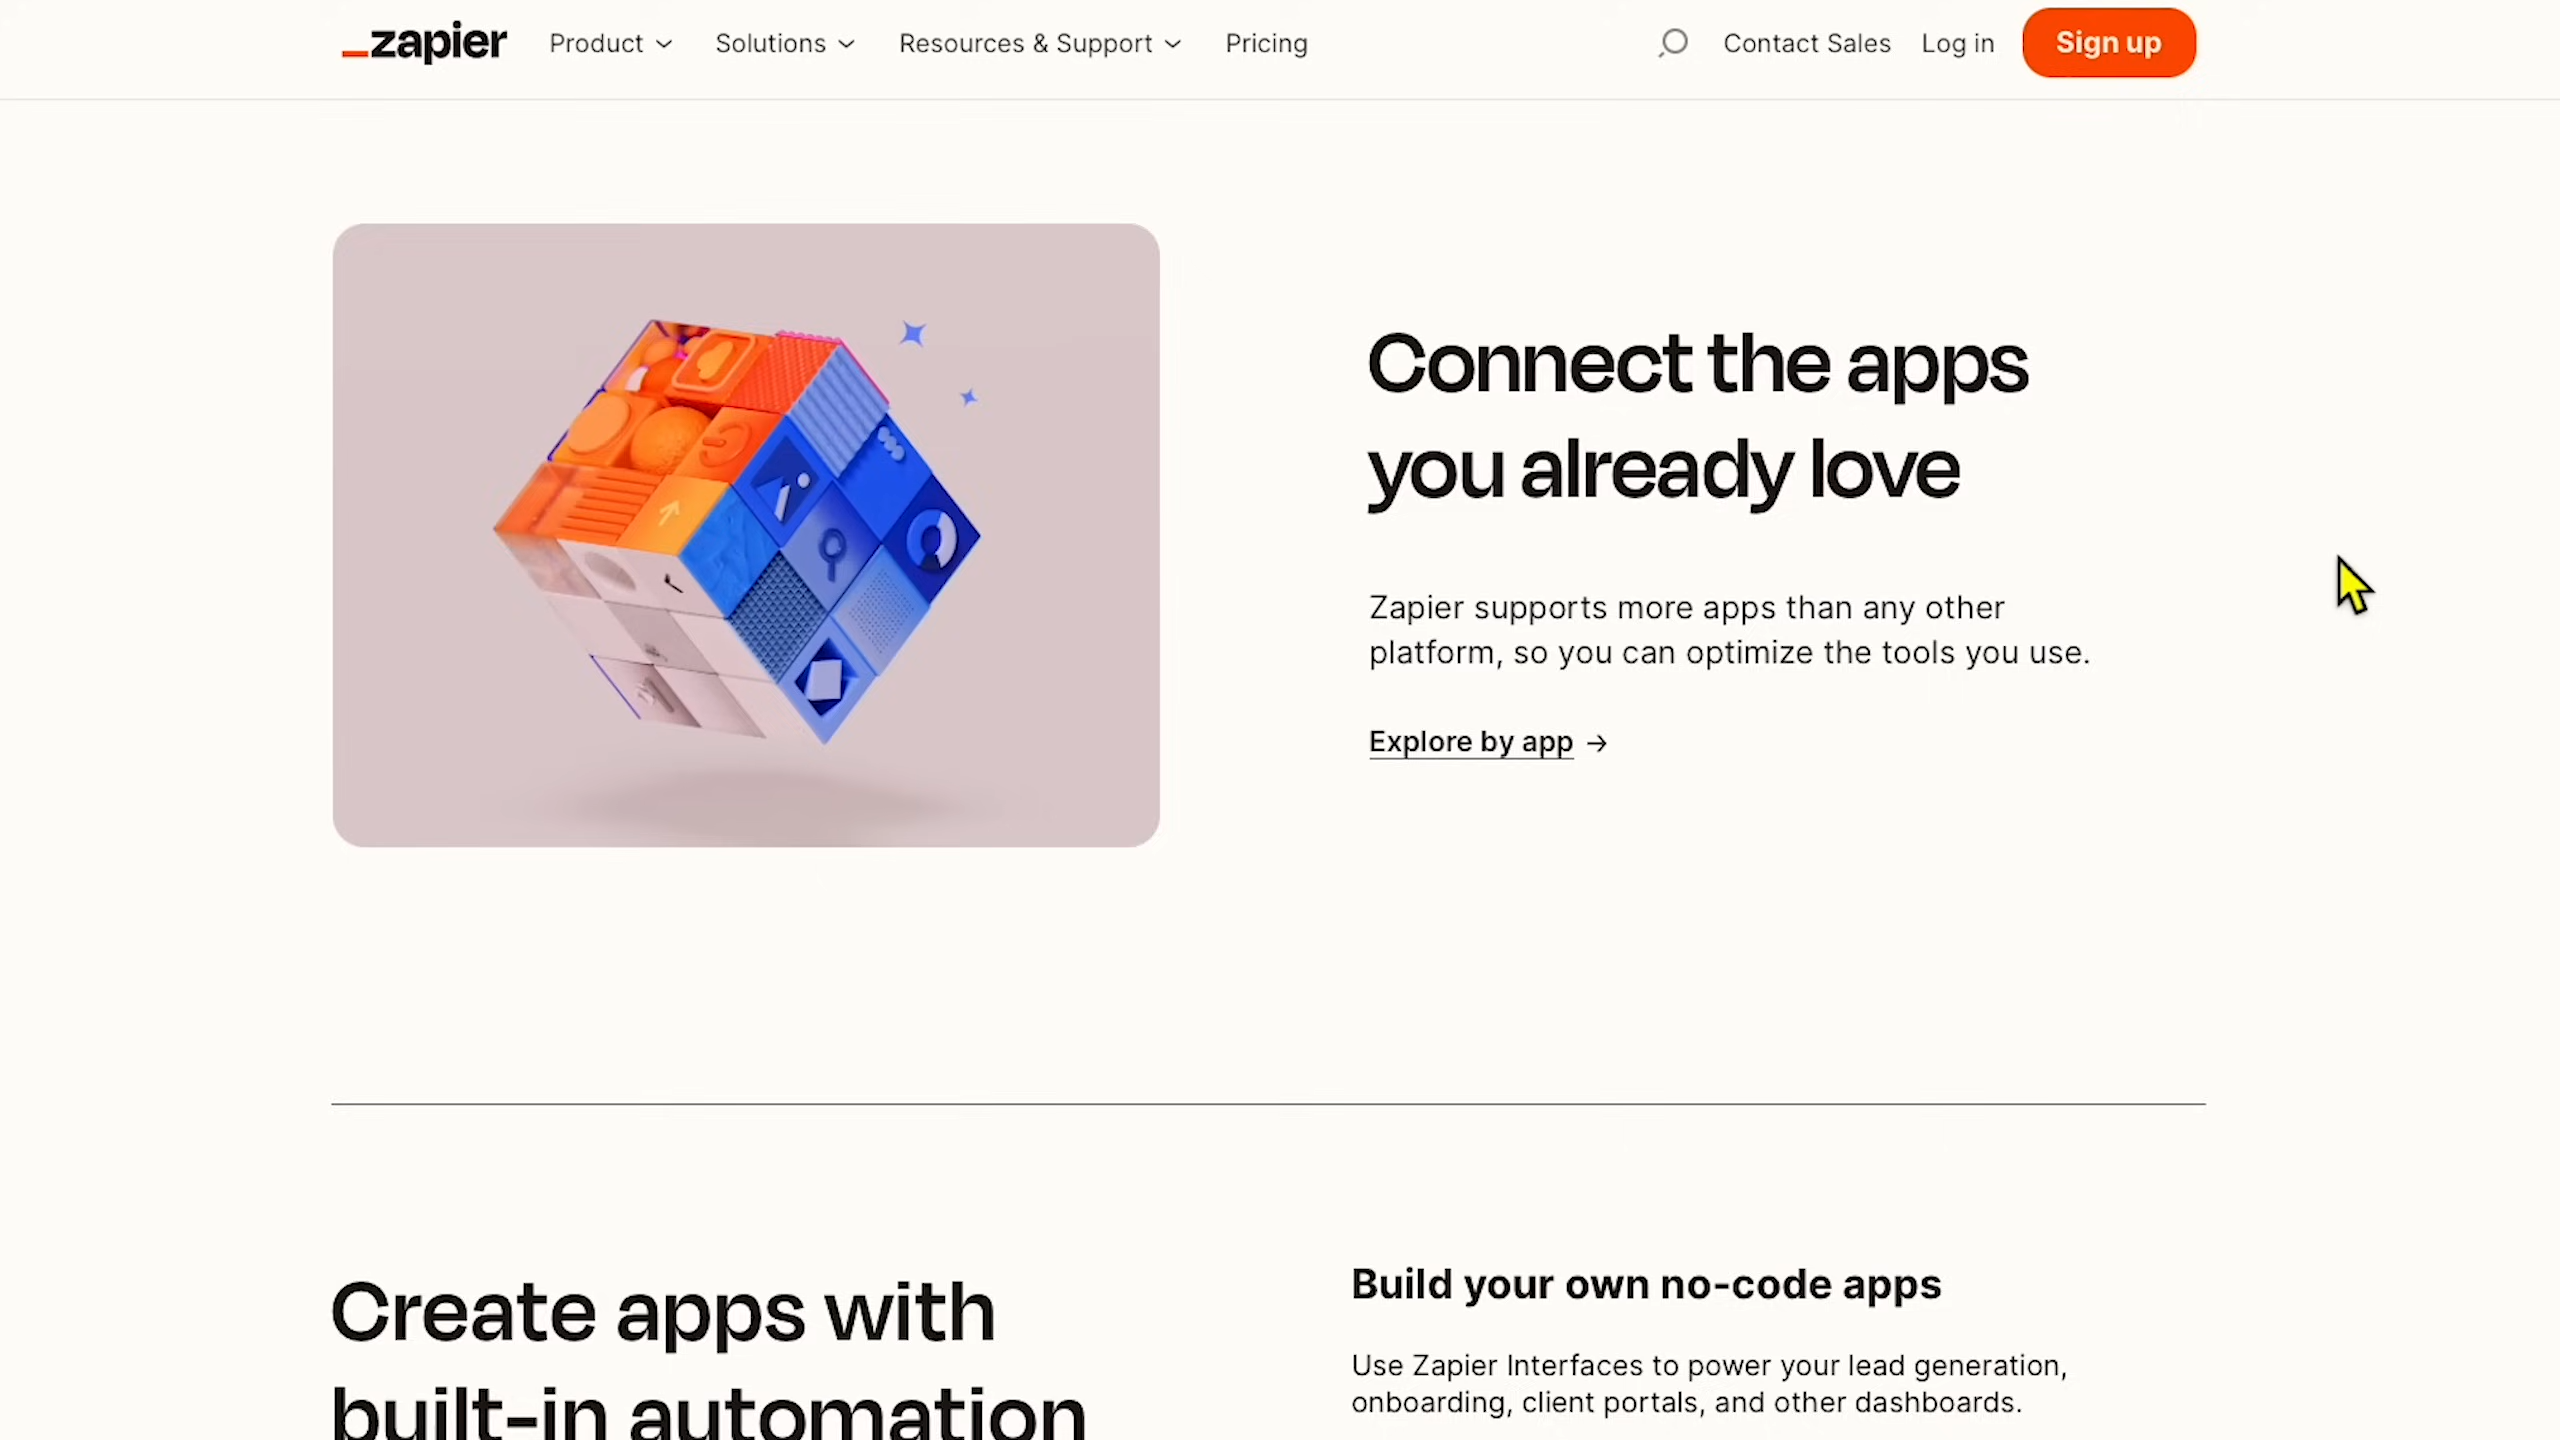 _zapier Product Solutions Resources & Support Pricing Contact Sales Log in Sign up
Connect the apps
you already love
Zapier supports more apps than any other
platform, so you can optimize the tools you use.
Explore by app →
Create apps with
built-in automation
Build your own no-code apps
Use Zapier Interfaces to power your lead generation,
onboarding, client portals, and other dashboards.